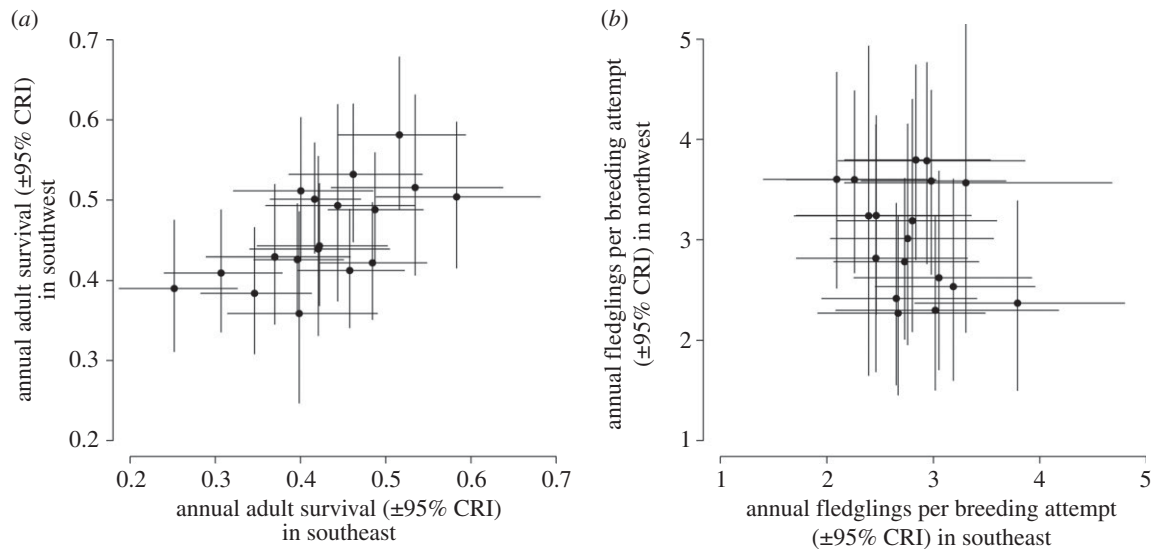 (a)
0.7
0.6
0.5
0.4
0.3
0.2
annual adult survival (±95% CRI)
in southwest
0.2 0.3 0.4 0.5 0.6 0.7
annual adult survival (±95% CRI)
in southeast
(b)
5
4
3
2
1
annual fledglings per breeding attempt
(±95% CRI) in northwest
1 2 3 4 5
annual fledglings per breeding attempt
(±95% CRI) in southeast